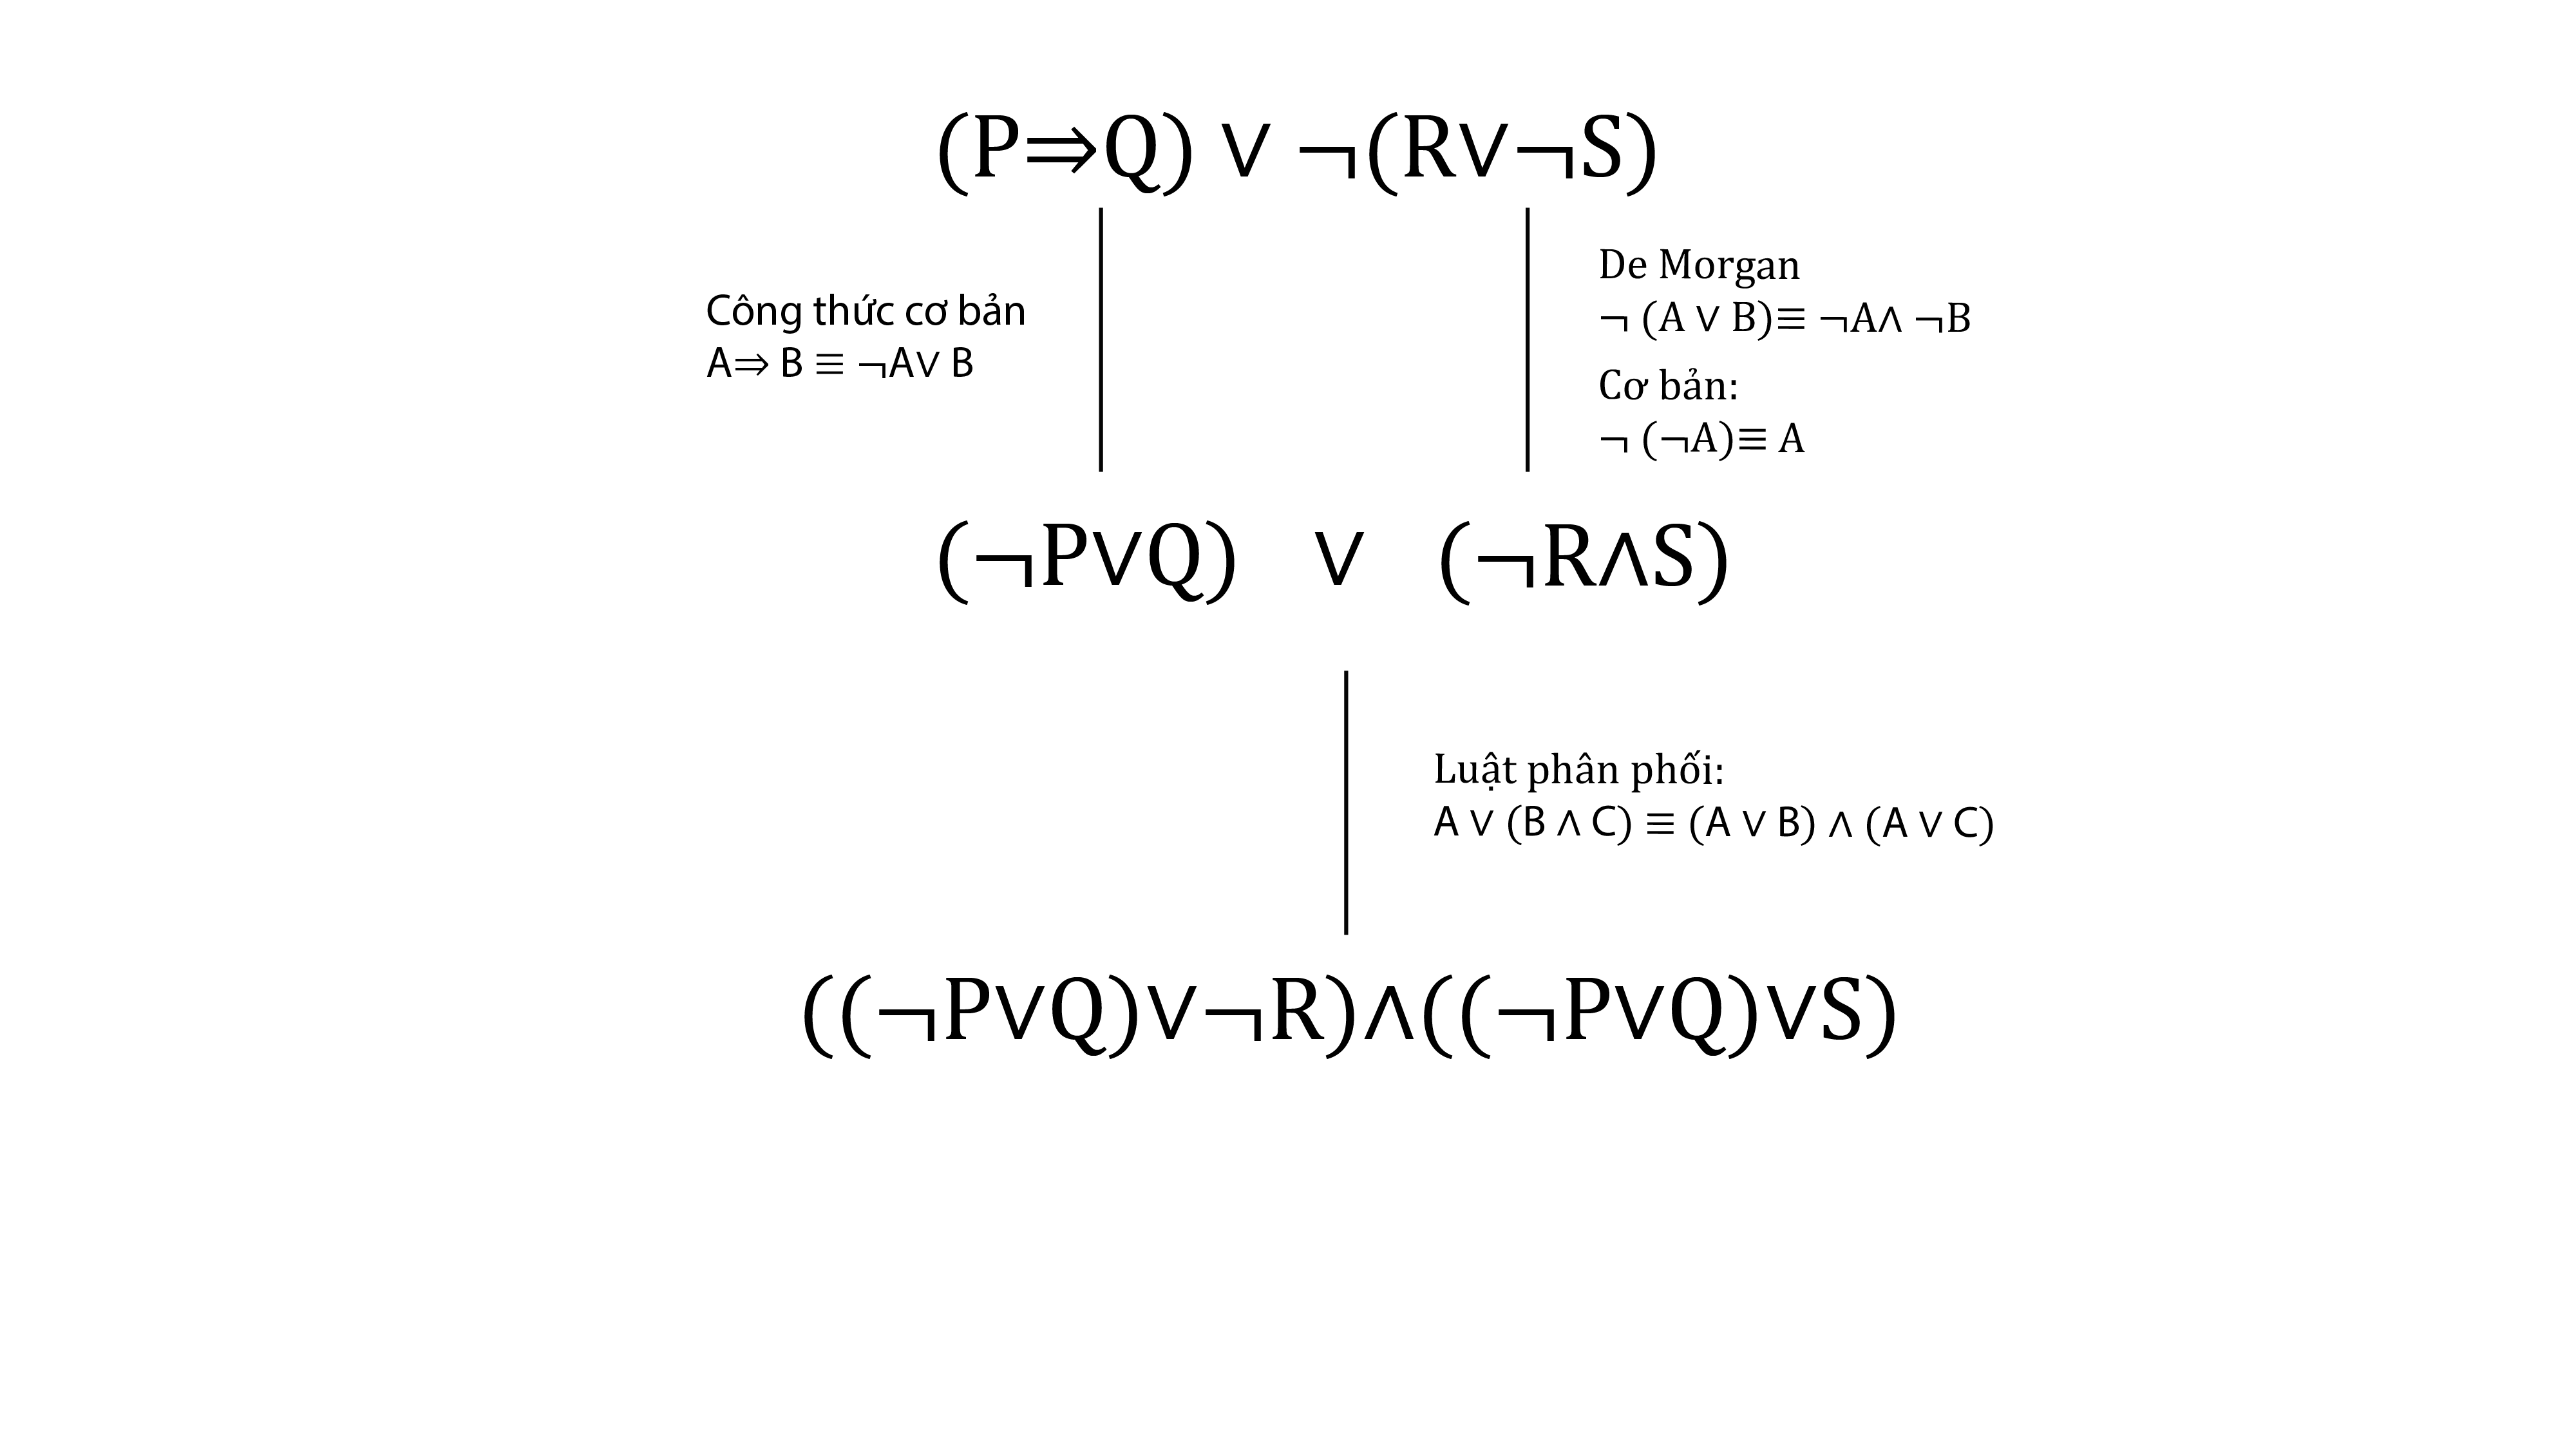 (P⇒Q) ∨ ¬(R∨¬S)
Công thức cơ bản
A⇒ B ≡ ¬A∨ B
De Morgan
¬ (A ∨ B)≡ ¬A∧ ¬B
Cơ bản:
¬ (¬A)≡ A
(¬P∨Q) ∨ (¬R∧S)
Luật phân phối:
A ∨ (B ∧ C) ≡ (A ∨ B) ∧ (A ∨ C)
((¬P∨Q)∨¬R)∧((¬P∨Q)∨S)